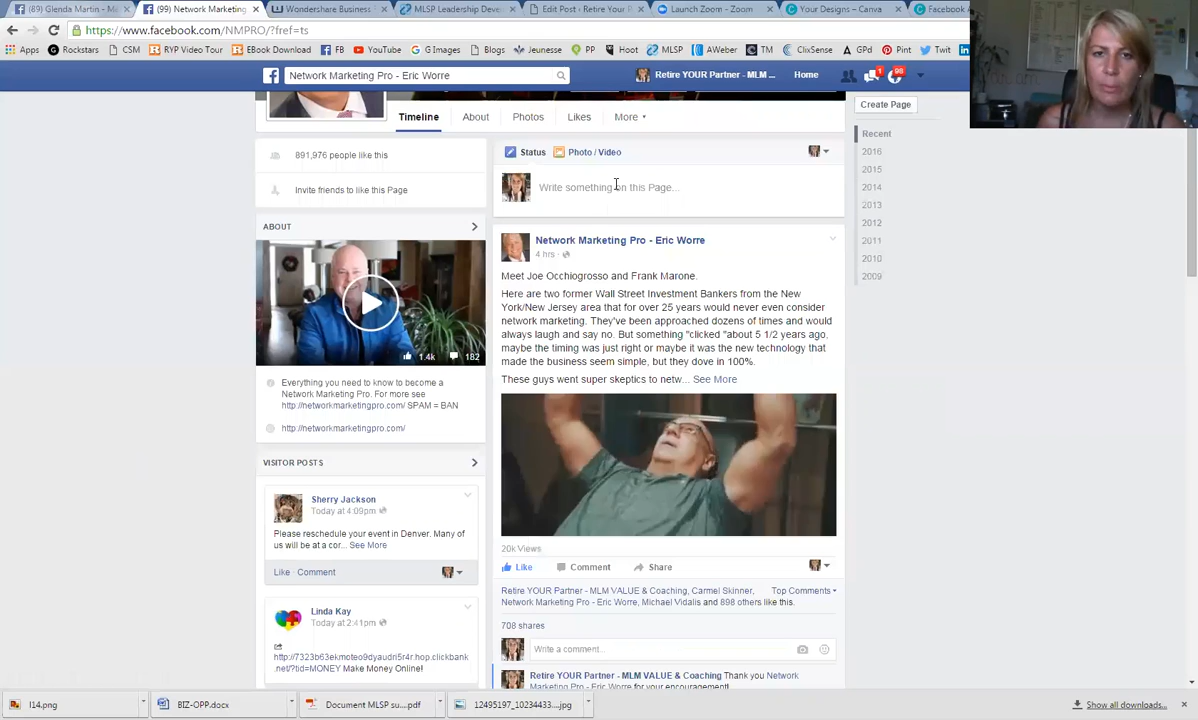 (89) Glenda Martin - M
(99) Network Marketing
Wondershare Business
MLSP Leadership Deve
Edit Post ‹ Retire YOUR
Launch Zoom - Zoom
Your Designs – Canva
Facebook
https://www.facebook.com/NMPRO/?fref=ts
Apps Rockstars CSM RYP Video Tour EBook Download FB YouTube G Images Blogs Jeunesse PP Hoot MLSP AWeber TM ClixSense GPd Pint Twit
Network Marketing Pro - Eric Worre
Retire YOUR Partner - MLM ...
Home
1
98
Timeline About Photos Likes More
Create Page
Recent
2016
2015
2014
2013
2012
2011
2010
2009
891,976 people like this
Invite friends to like this Page
ABOUT
1.4k 182
Everything you need to know to become a
Network Marketing Pro. For more see
http://networkmarketingpro.com/ SPAM = BAN
http://networkmarketingpro.com/
VISITOR POSTS
Sherry Jackson
Today at 4:09pm
Please reschedule your event in Denver. Many of
us will be at a cor... See More
Like · Comment
Linda Kay
Today at 2:41pm
http://7323b63ekmoteo9dyaudri5r4r.hop.clickbank
.net/?tid=MONEY Make Money Online!
Status Photo / Video
Write something on this Page...
Network Marketing Pro - Eric Worre
4 hrs ·
Meet Joe Occhiogrosso and Frank Marone.
Here are two former Wall Street Investment Bankers from the New
York/New Jersey area that for over 25 years would never even consider
network marketing. They've been approached dozens of times and would
always laugh and say no. But something "clicked "about 5 1/2 years ago,
maybe the timing was just right or maybe it was the new technology that
made the business seem simple, but they dove in 100%.
These guys went super skeptics to netw... See More
20k Views
Like Comment Share
Retire YOUR Partner - MLM VALUE & Coaching, Carmel Skinner, Top Comments
Network Marketing Pro - Eric Worre, Michael Vidalis and 898 others like this.
708 shares
Write a comment...
Retire YOUR Partner - MLM VALUE & Coaching Thank you Network
Marketing Pro - Eric Worre for your encouragement!
I14.png
BIZ-OPP.docx
Document MLSP su....pdf
12495197_10234433....jpg
Show all downloads...